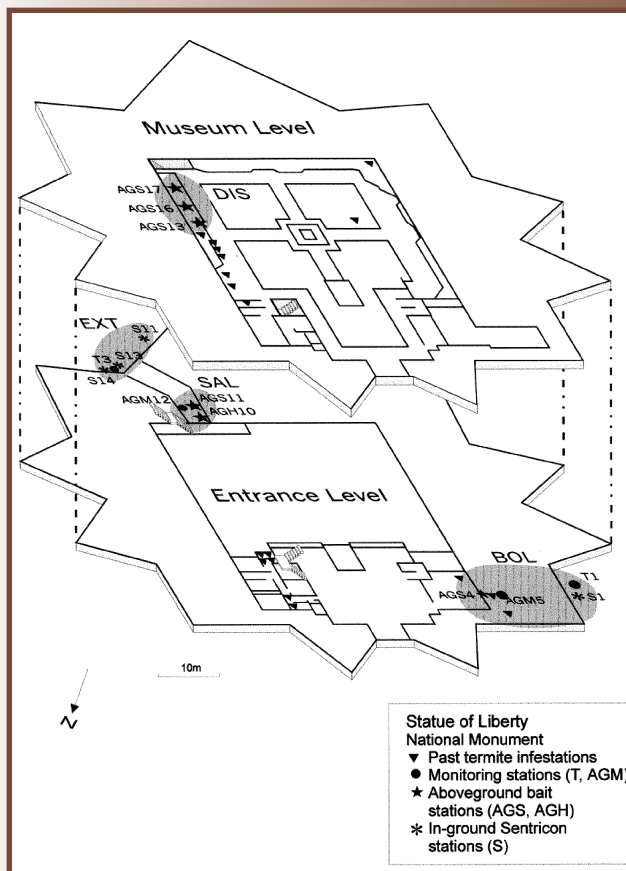 Museum Level
AGS17
DIS
AGS16
AGS13
EXT
S11
T3 S13
S14
SAL
AGM12
AGS11
AGH10
Entrance Level
BOL
T1
AGS4
AGM5
S1
10m
N
Statue of Liberty
National Monument
▼ Past termite infestations
● Monitoring stations (T, AGM)
★ Aboveground bait
stations (AGS, AGH)
* In-ground Sentricon
stations (S)